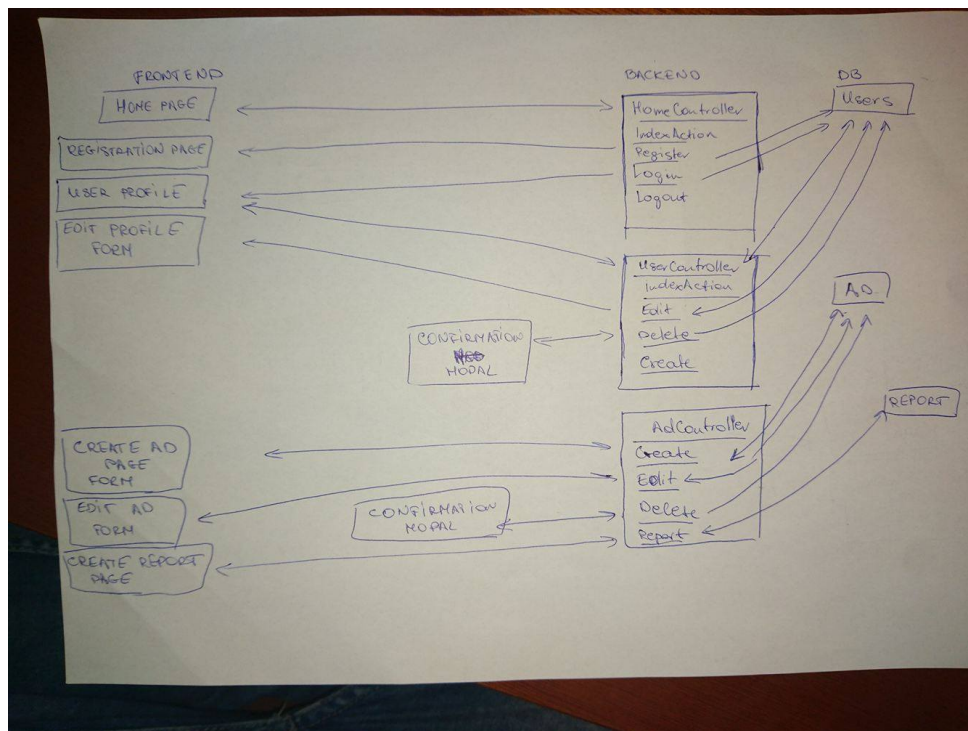 FRONTEND
HOME PAGE
REGISTRATION PAGE
USER PROFILE
EDIT PROFILE
FORM
CONFIRMATION
MODAL
CREATE AD
PAGE
FORM
EDIT AD
FORM
CONFIRMATION
MODAL
CREATE REPORT
PAGE
BACKEND
HomeController
IndexAction
Register
Login
Logout
UserController
IndexAction
Edit
Delete
Create
AdController
Create
Edit
Delete
Report
DB
Users
AD
REPORT